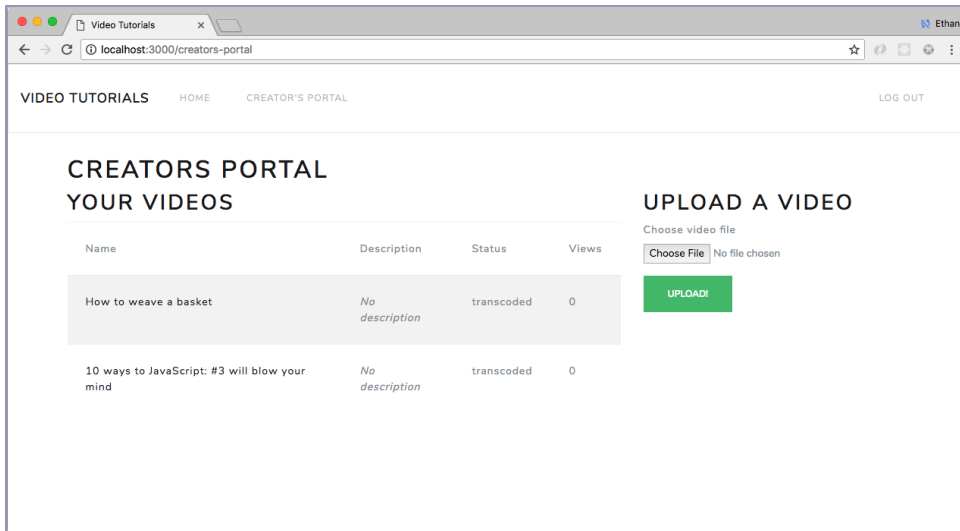 Video Tutorials
Ethan
localhost:3000/creators-portal
VIDEO TUTORIALS HOME CREATOR'S PORTAL LOG OUT
CREATORS PORTAL
YOUR VIDEOS
Name Description Status Views
How to weave a basket No description transcoded 0
10 ways to JavaScript: #3 will blow your mind No description transcoded 0
UPLOAD A VIDEO
Choose video file
Choose File No file chosen
UPLOAD!